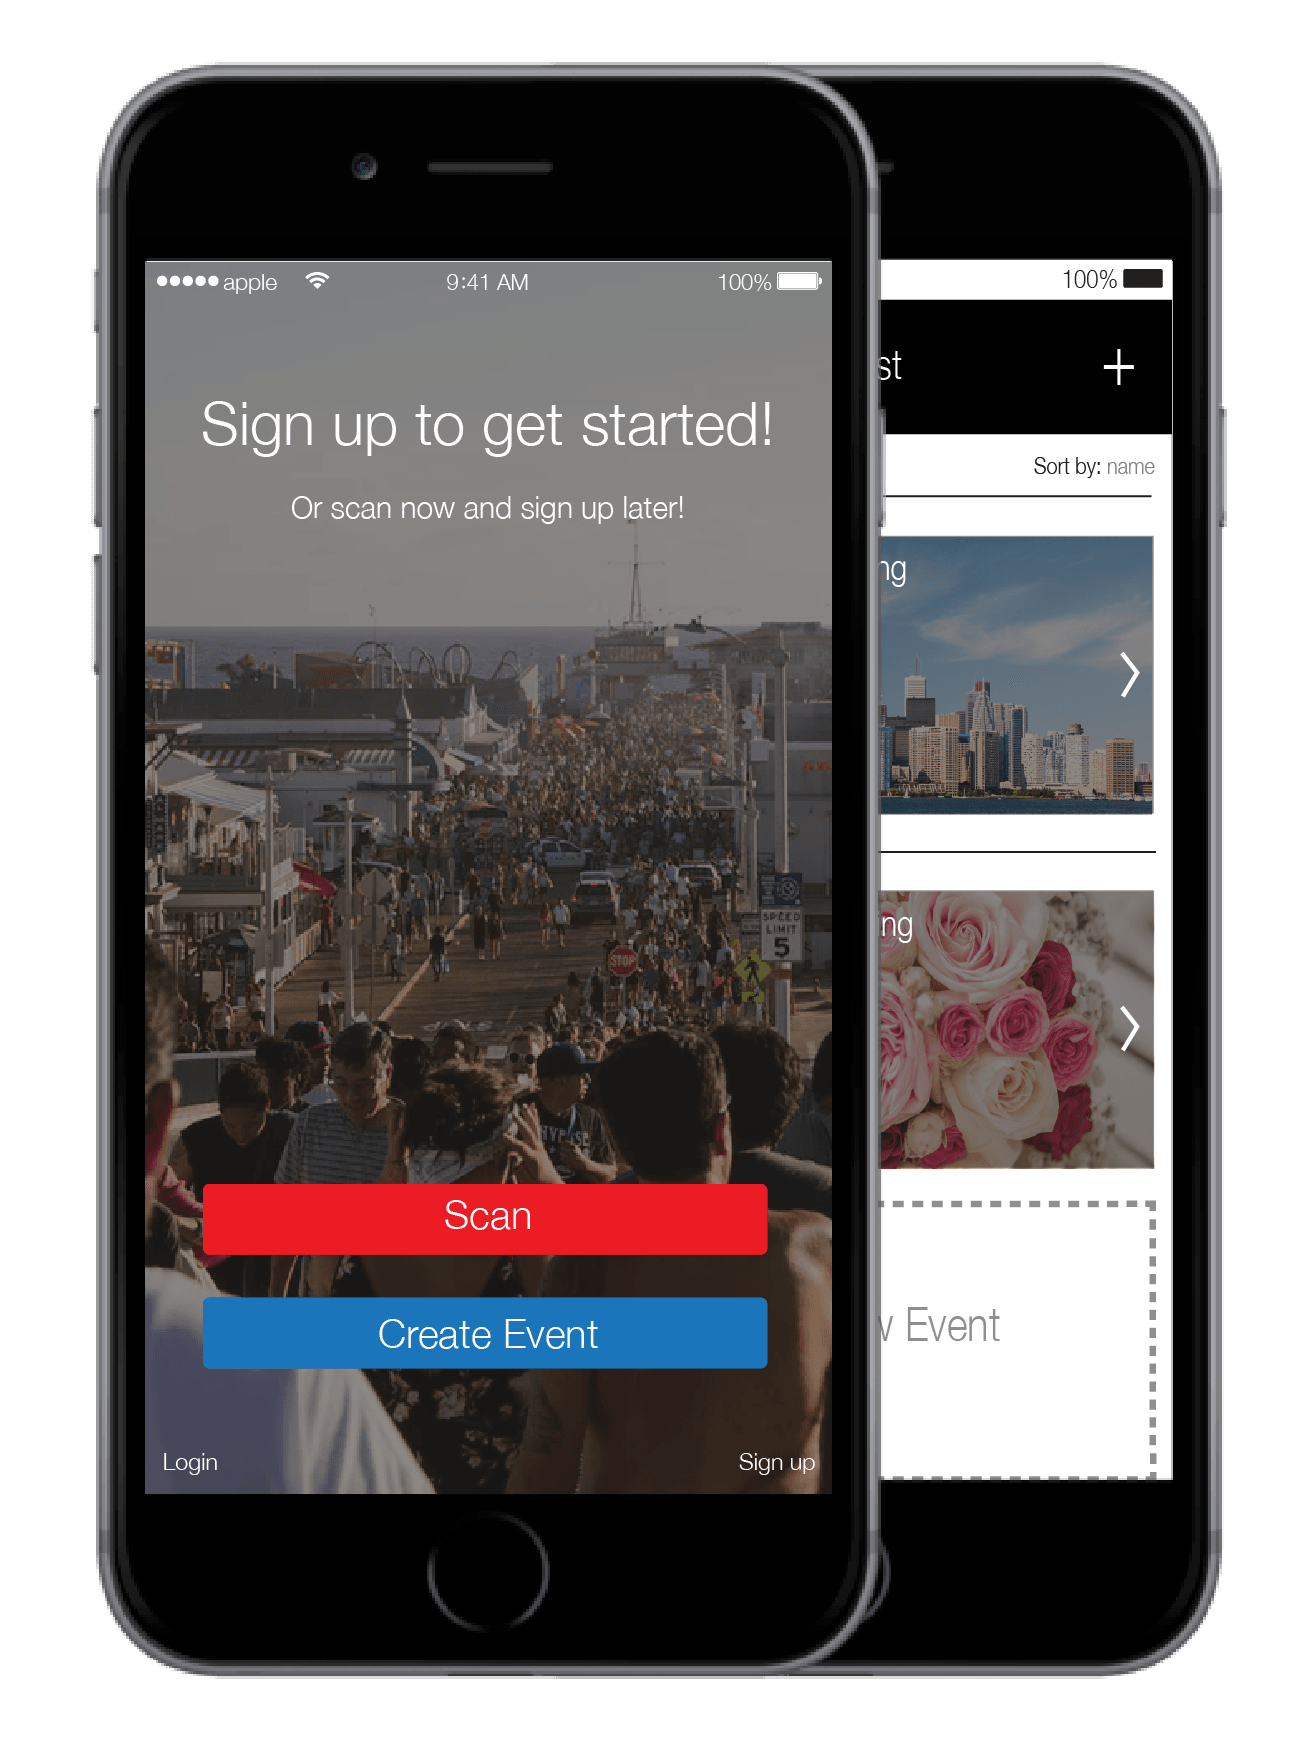 apple 9:41 AM 100%
Sign up to get started!
Or scan now and sign up later!
SPEED
LIMIT
5
STOP
Scan
Create Event
Login Sign up
100%
st +
Sort by: name
ng
ing
Event